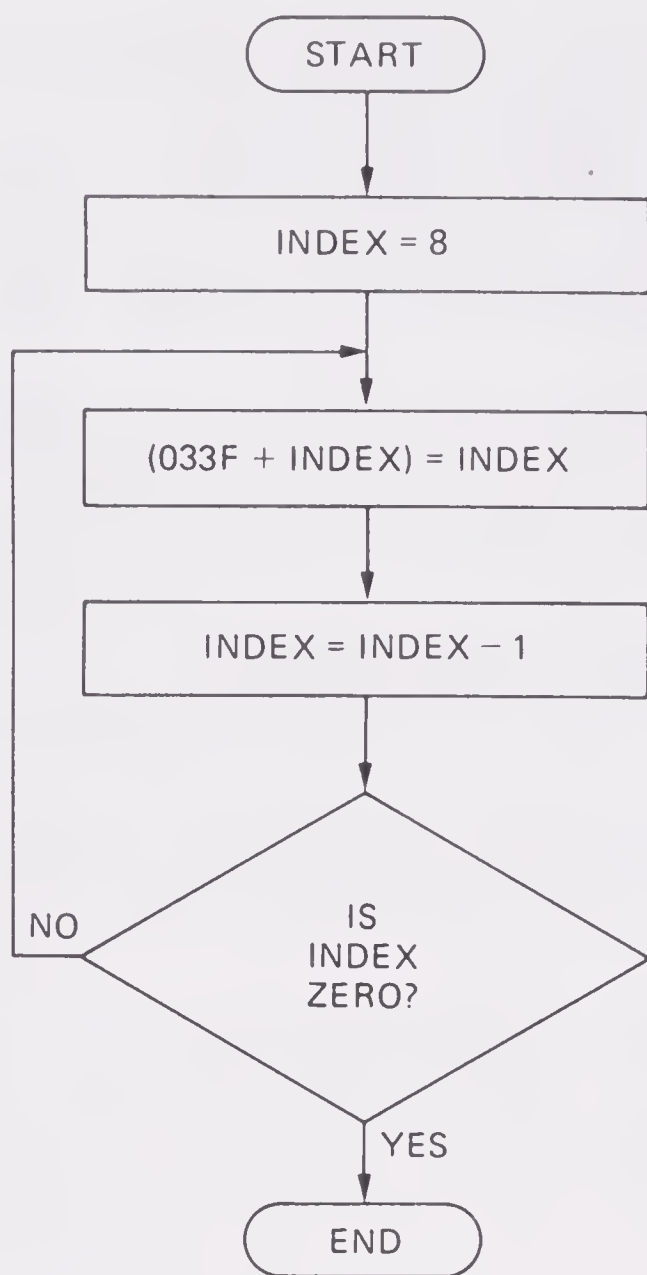 START
INDEX = 8
(033F + INDEX) = INDEX
INDEX = INDEX − 1
IS
INDEX
ZERO?
NO
YES
END